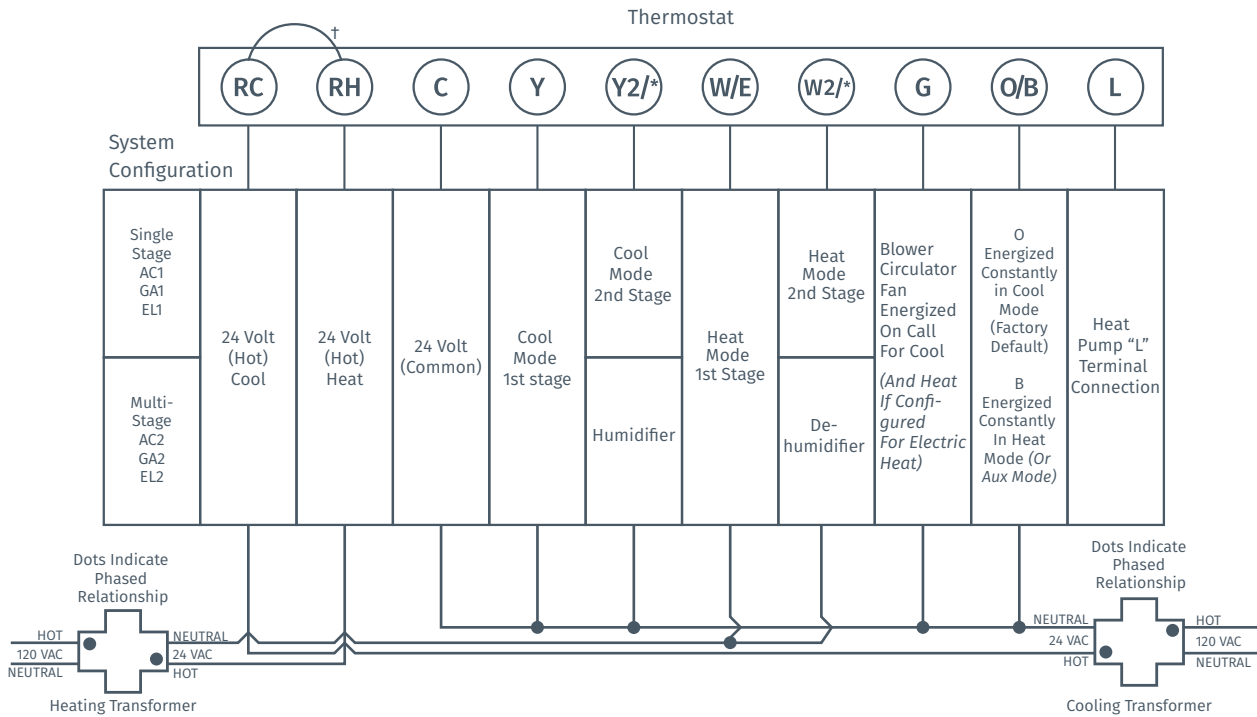 Thermostat
†
RC RH C Y Y2/* W/E W2/* G O/B L
System
Configuration
Single
Stage
AC1
GA1
EL1
Multi-
Stage
AC2
GA2
EL2
24 Volt
(Hot)
Cool
24 Volt
(Hot)
Heat
24 Volt
(Common)
Cool
Mode
1st stage
Cool
Mode
2nd Stage
Humidifier
Heat
Mode
1st Stage
Heat
Mode
2nd Stage
De-
humidifier
Blower
Circulator
Fan
Energized
On Call
For Cool
(And Heat
If Confi-
gured
For Electric
Heat)
O
Energized
Constantly
in Cool
Mode
(Factory
Default)
B
Energized
Constantly
In Heat
Mode (Or
Aux Mode)
Heat
Pump “L”
Terminal
Connection
Dots Indicate
Phased
Relationship
HOT
120 VAC
NEUTRAL
NEUTRAL
24 VAC
HOT
Heating Transformer
Dots Indicate
Phased
Relationship
NEUTRAL
24 VAC
HOT
HOT
120 VAC
NEUTRAL
Cooling Transformer